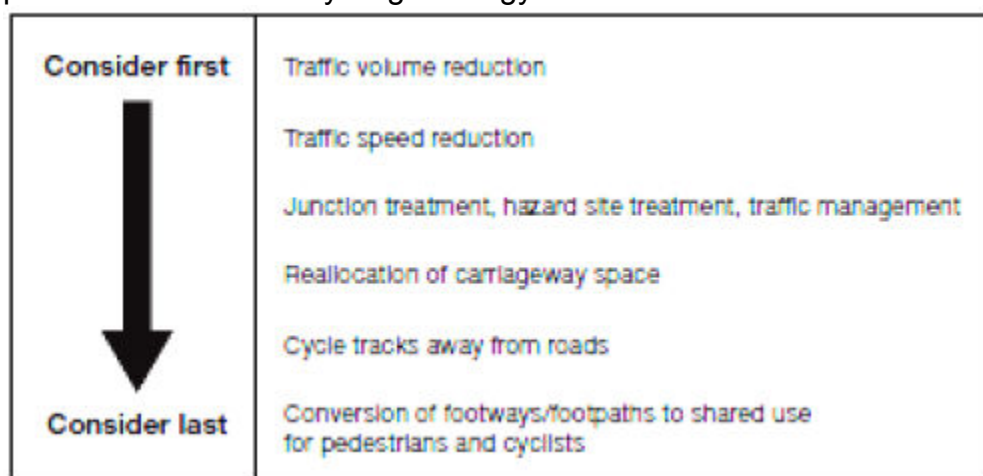 Consider first
Traffic volume reduction
Traffic speed reduction
Junction treatment, hazard site treatment, traffic management
Reallocation of carriageway space
Cycle tracks away from roads
Consider last
Conversion of footways/footpaths to shared use
for pedestrians and cyclists